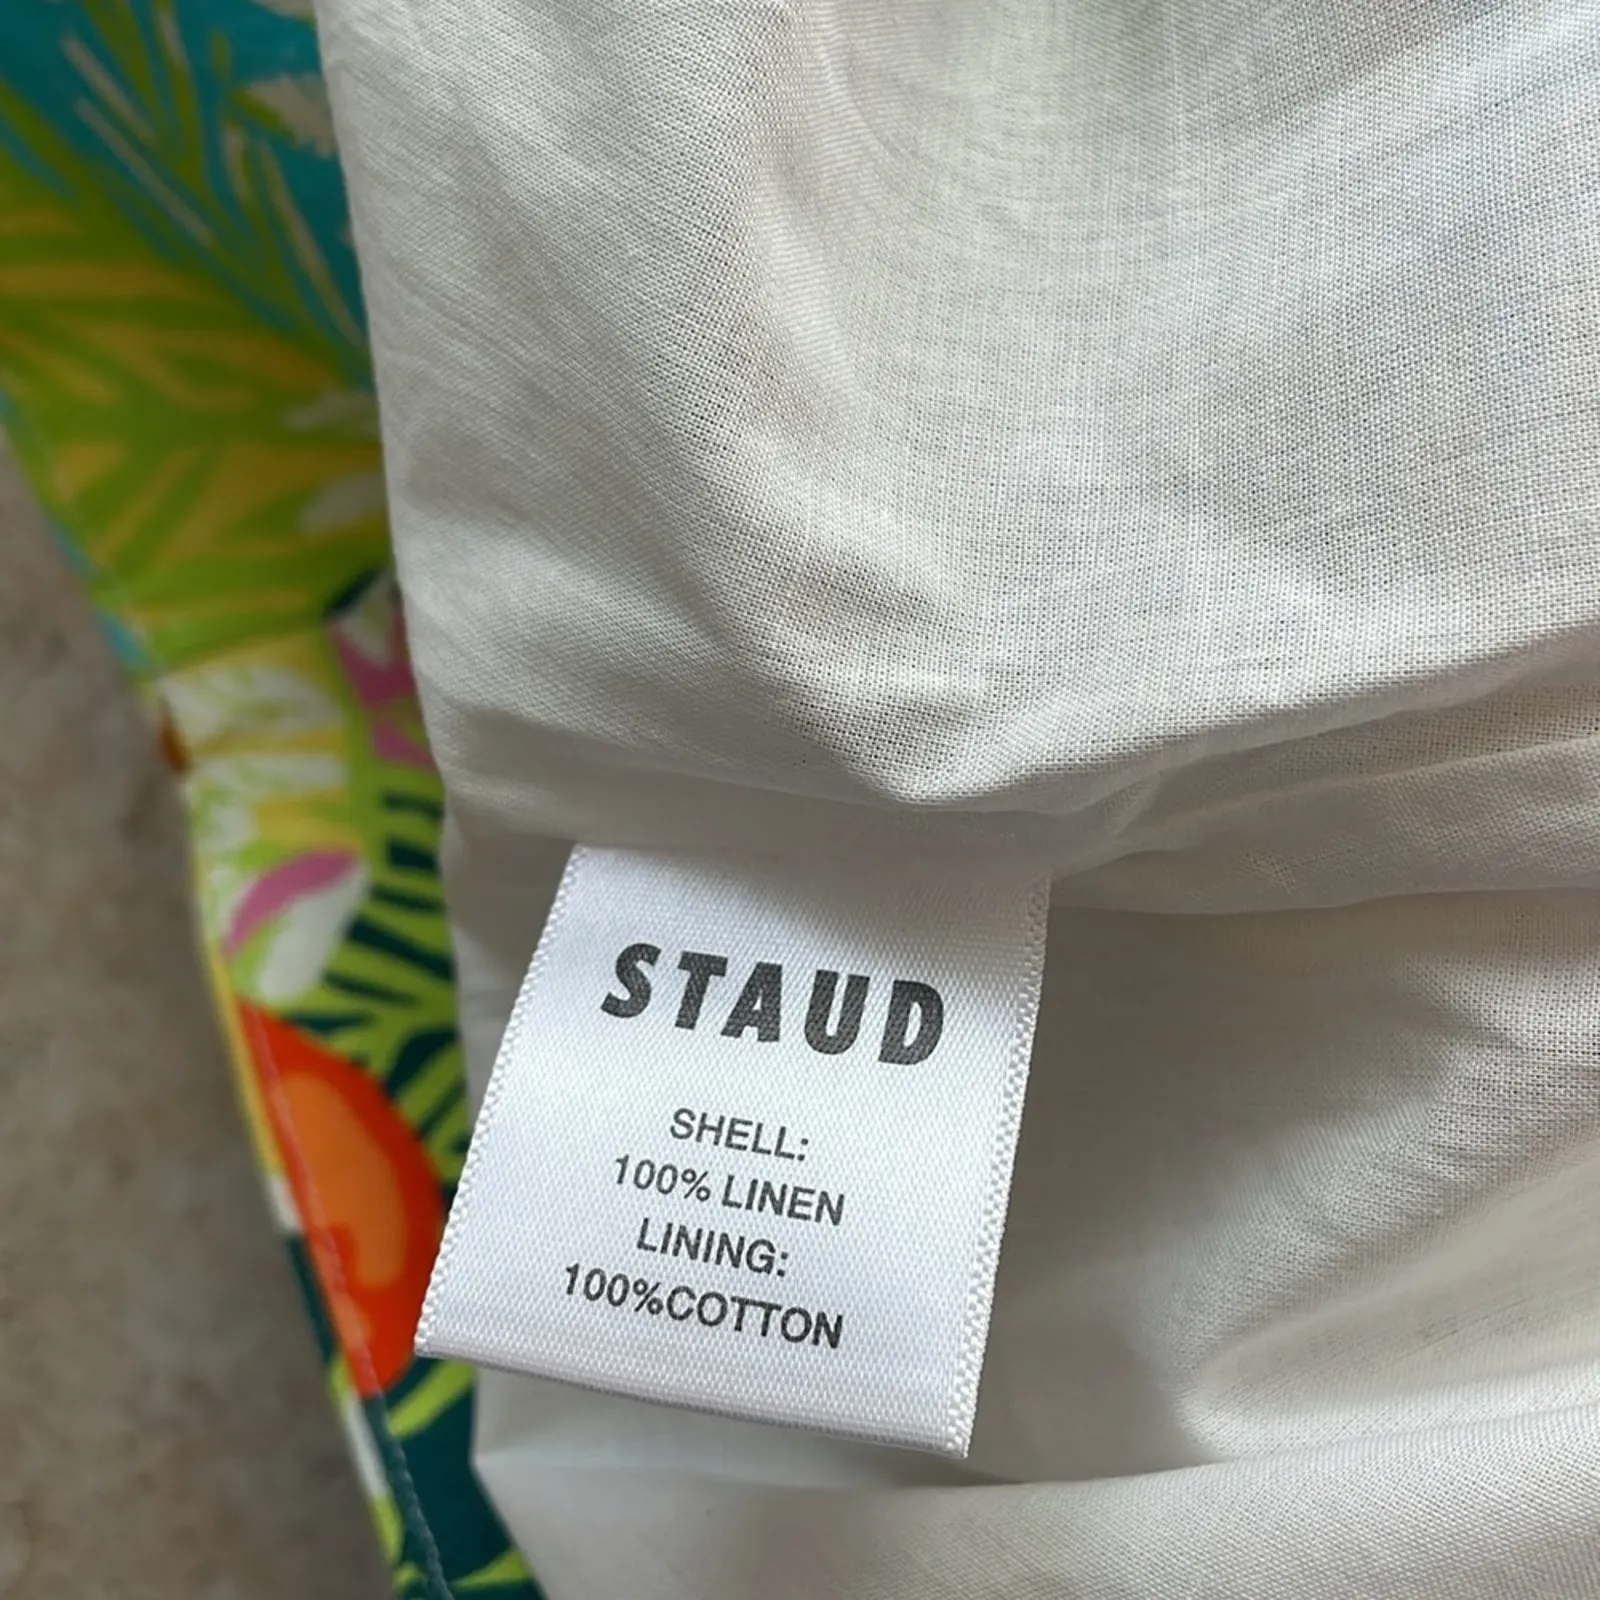 STAUD
SHELL:
100% LINEN
LINING:
100%COTTON